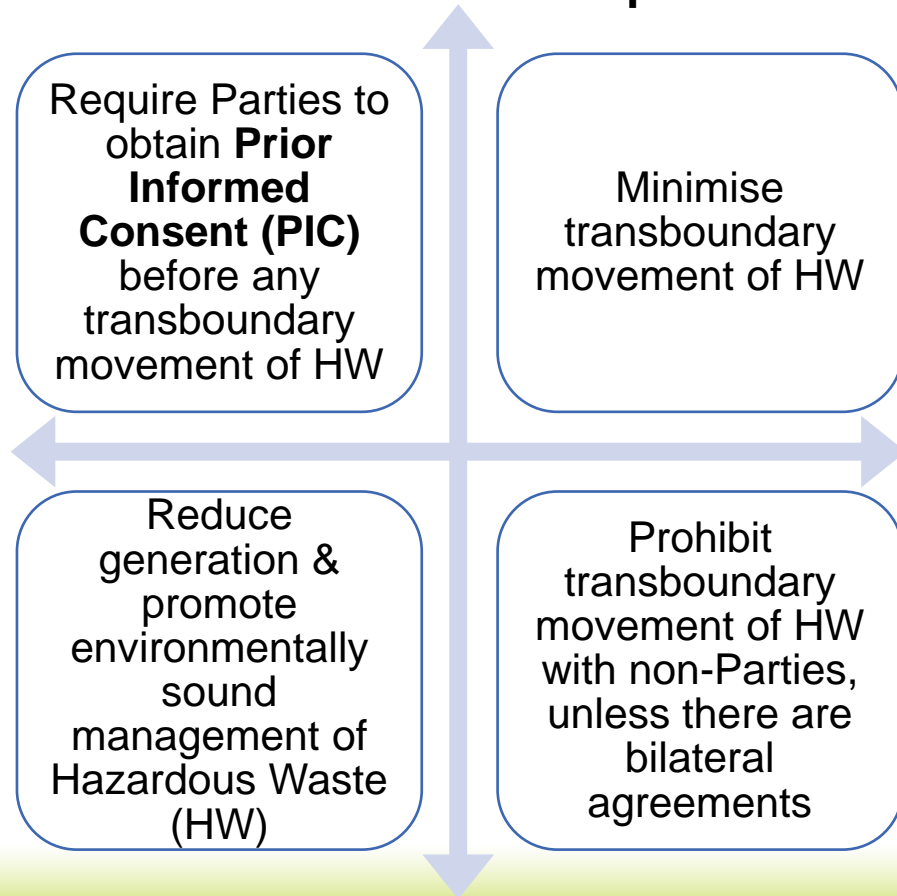 Require Parties to
obtain Prior
Informed
Consent (PIC)
before any
transboundary
movement of HW
Minimise
transboundary
movement of HW
Reduce
generation &
promote
environmentally
sound
management of
Hazardous Waste
(HW)
Prohibit
transboundary
movement of HW
with non-Parties,
unless there are
bilateral
agreements